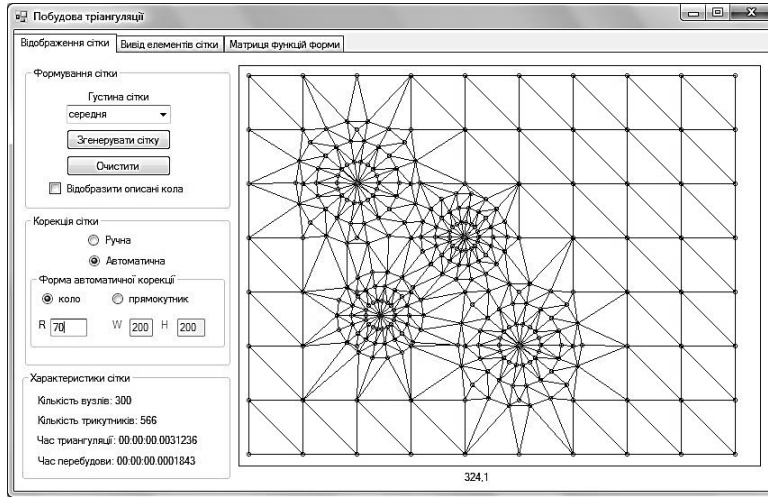 Побудова тріангуляції
Відображення сітки Вивід елементів сітки Матриця функцій форми
Формування сітки
Густина сітки
середня
Згенерувати сітку
Очистити
Відобразити описані кола
Корекція сітки
Ручна
Автоматична
Форма автоматичної корекції
коло прямокутник
R 70 W 200 H 200
Характеристики сітки
Кількість вузлів: 300
Кількість трикутників: 566
Час триангуляції: 00:00:00.0031236
Час перебудови: 00:00:00.0001843
324,1